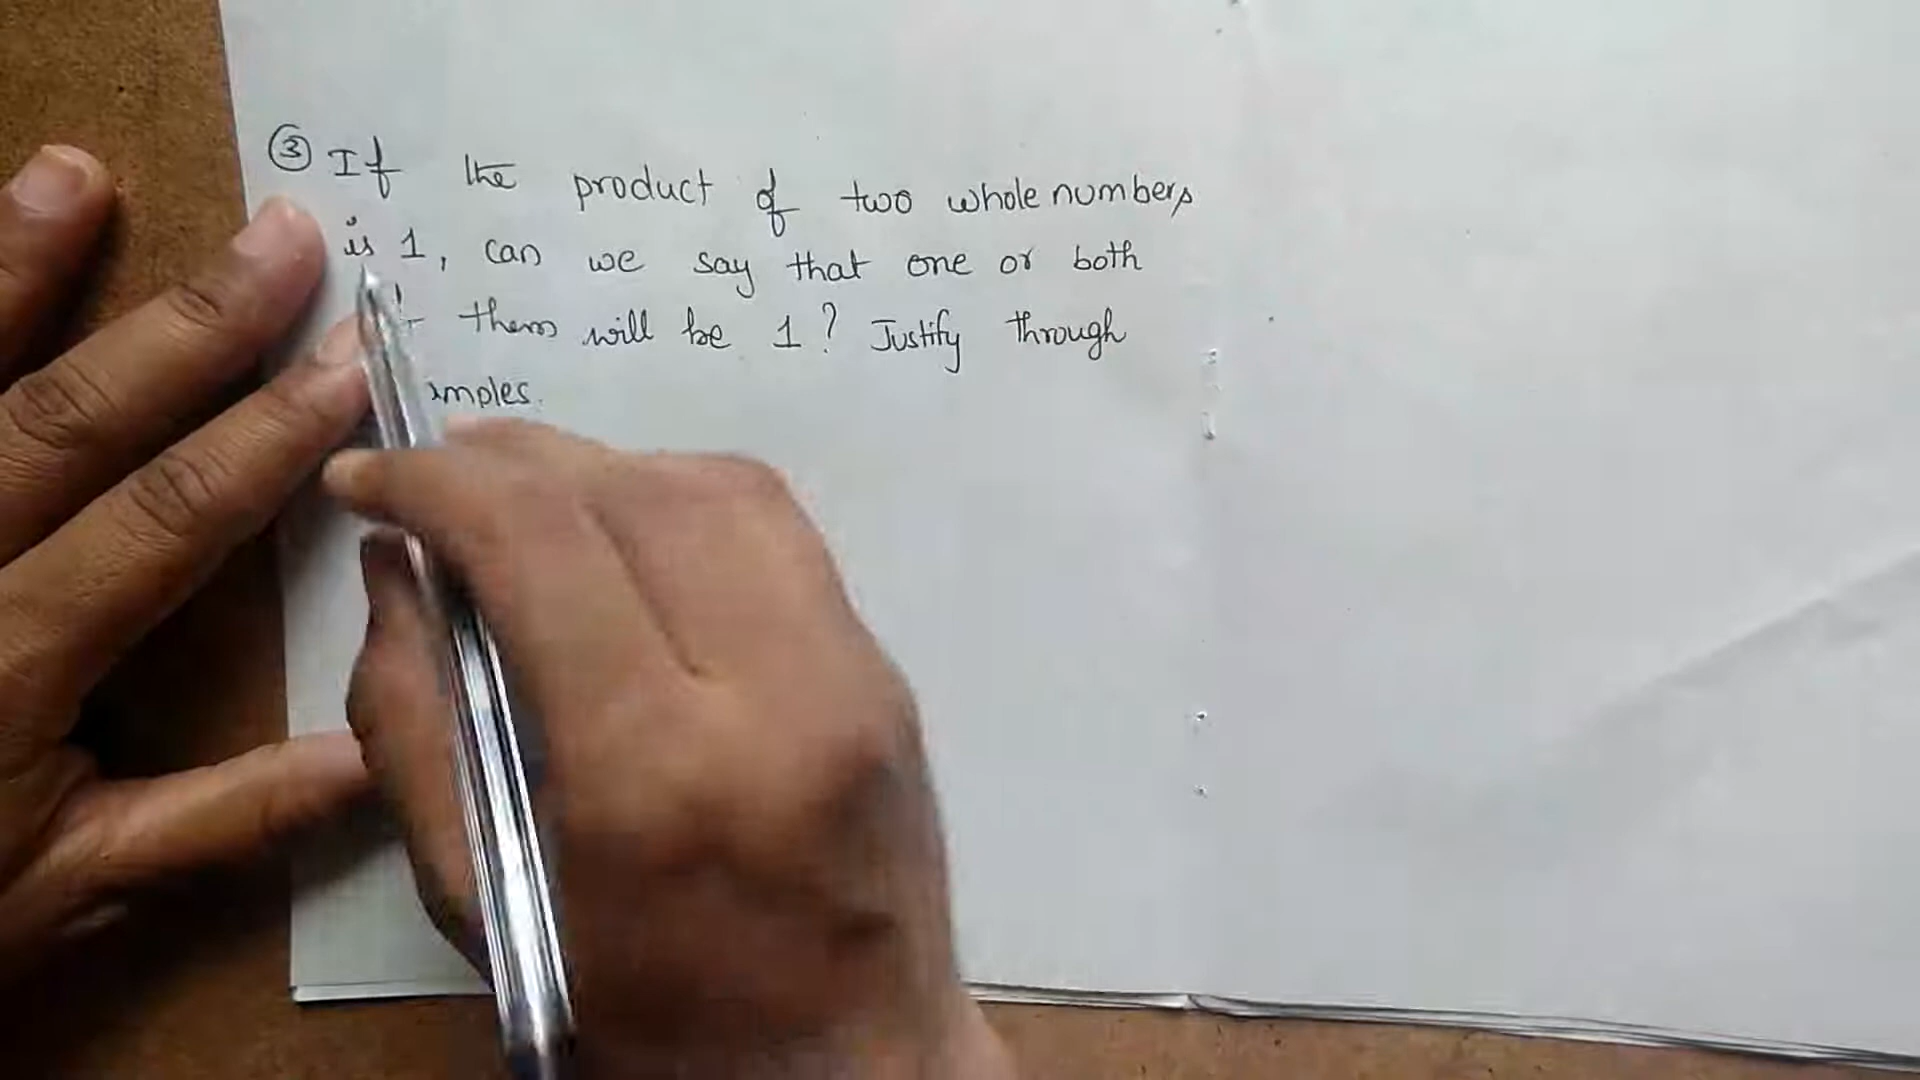 ③ If the product of two whole numbers
is 1, can we say that one or both
them will be 1? Justify through
amples.